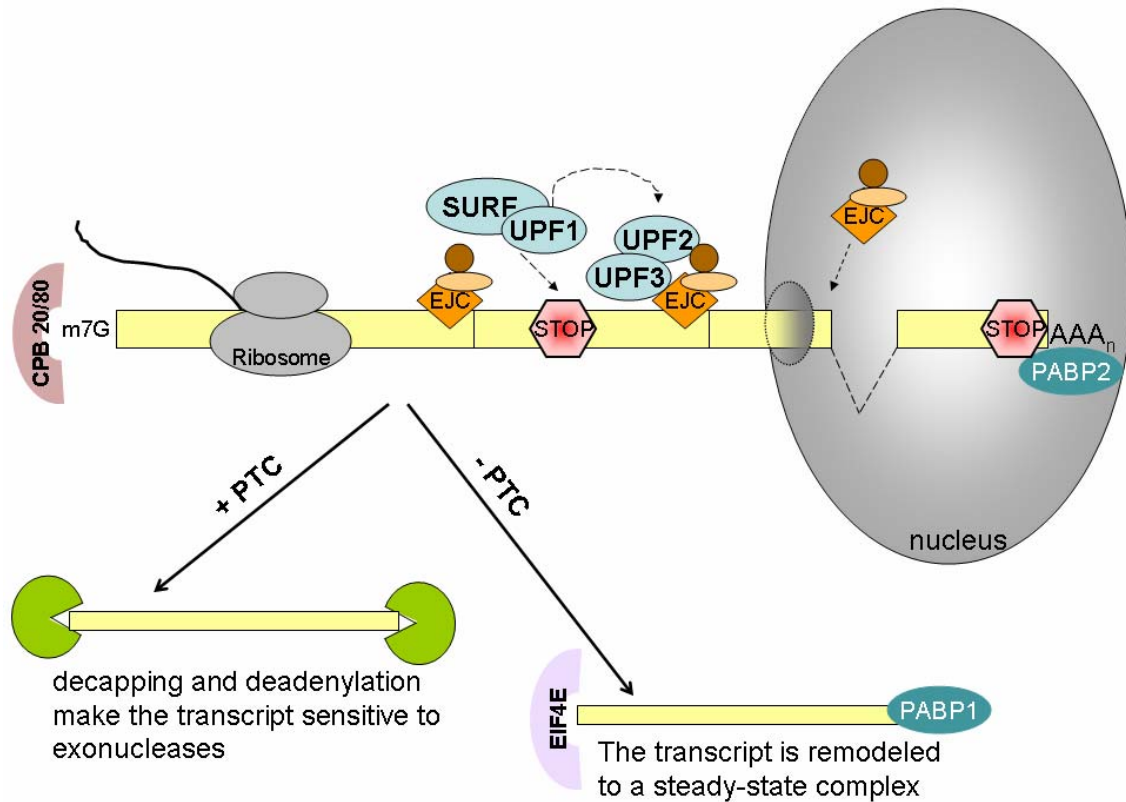 SURF
UPF1
UPF2
UPF3
EJC
EJC
EJC
CPB 20/80
m7G
Ribosome
STOP
STOP
AAAn
PABP2
nucleus
+ PTC
- PTC
decapping and deadenylation
make the transcript sensitive to
exonucleases
EIF4E
PABP1
The transcript is remodeled
to a steady-state complex